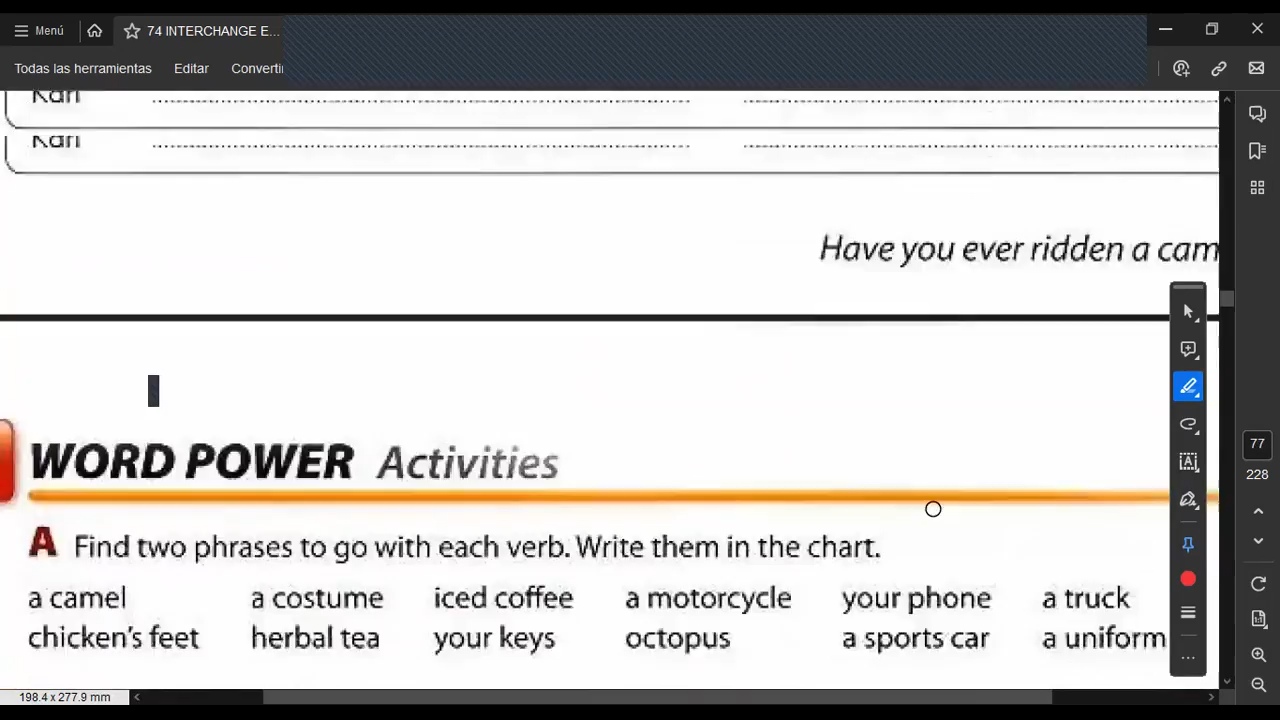 Menú
74 INTERCHANGE E...
Todas las herramientas Editar Converti
Karl
Karl
Have you ever ridden a cam
WORD POWER Activities
A Find two phrases to go with each verb. Write them in the chart.
a camel a costume iced coffee a motorcycle your phone a truck
chicken's feet herbal tea your keys octopus a sports car a uniform
77
228
198.4 x 277.9 mm